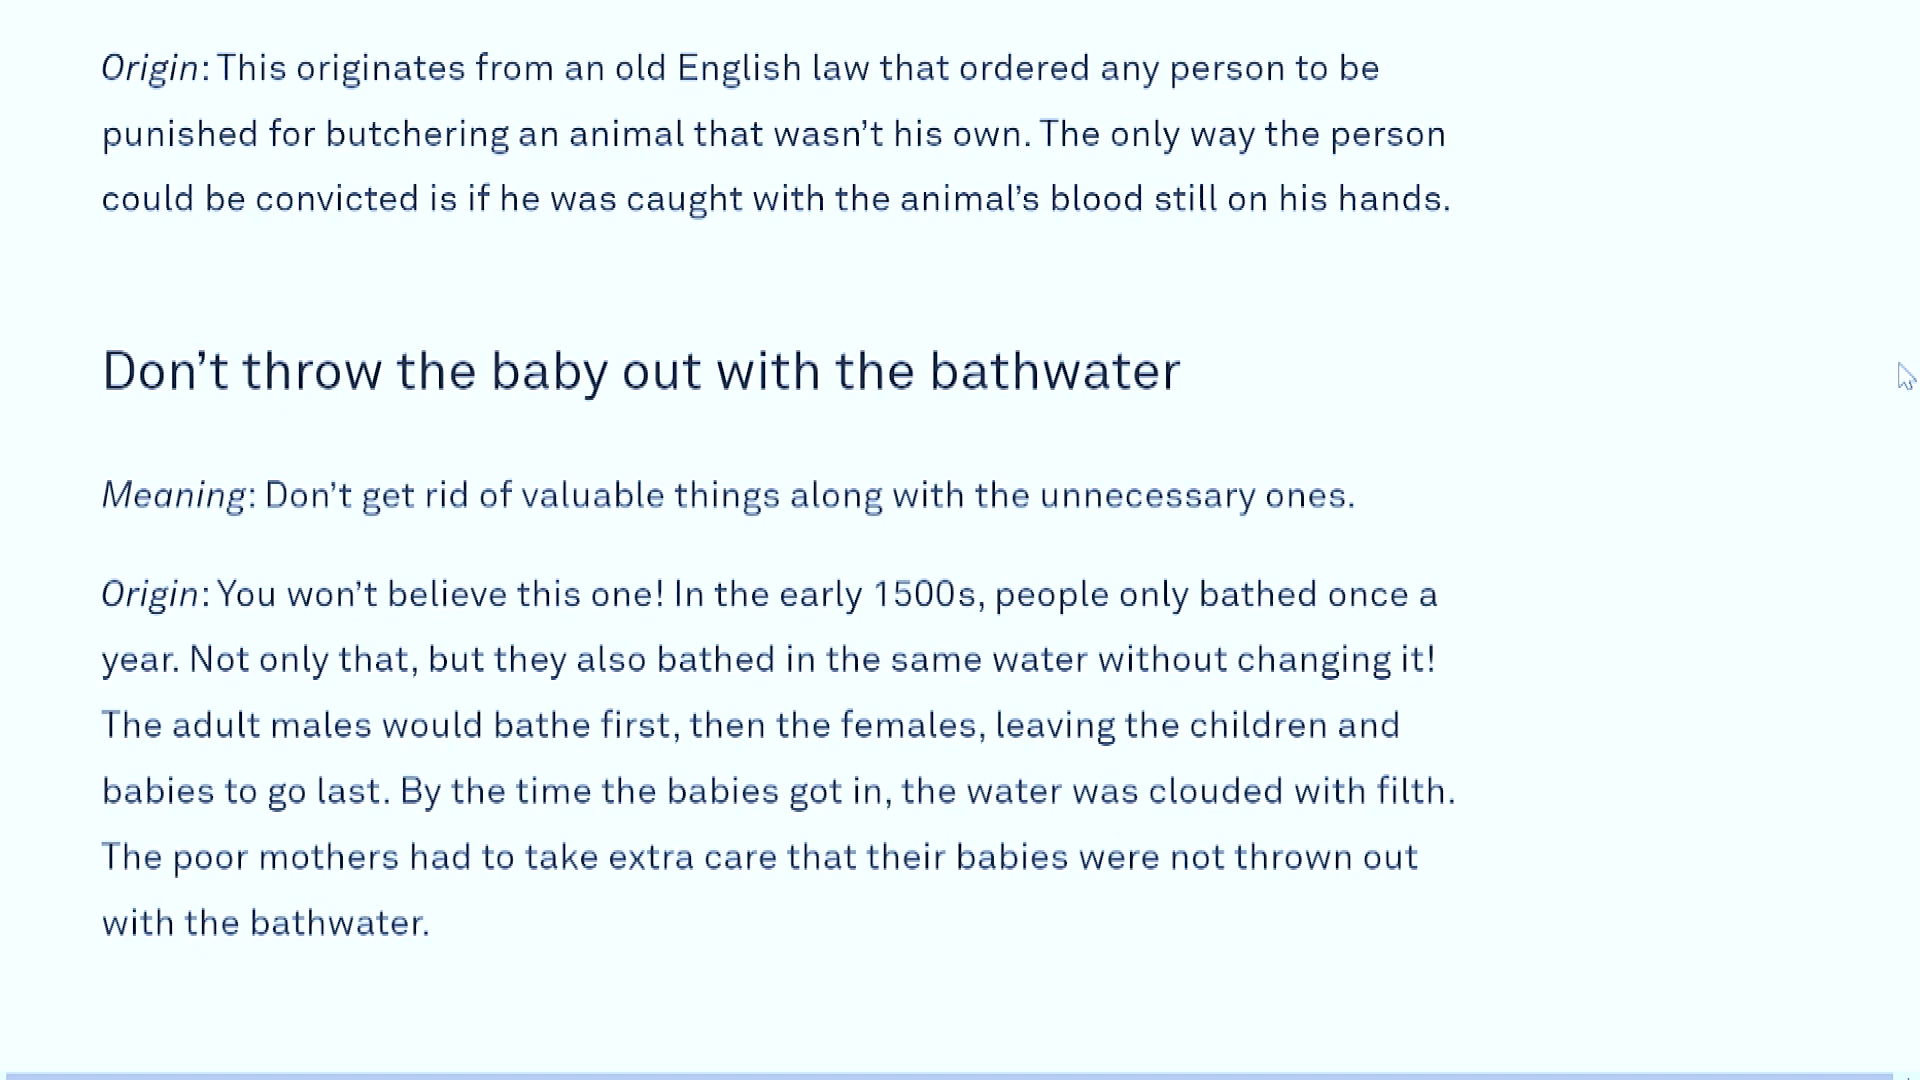 Origin: This originates from an old English law that ordered any person to be
punished for butchering an animal that wasn’t his own. The only way the person
could be convicted is if he was caught with the animal’s blood still on his hands.
Don’t throw the baby out with the bathwater
Meaning: Don’t get rid of valuable things along with the unnecessary ones.
Origin: You won’t believe this one! In the early 1500s, people only bathed once a
year. Not only that, but they also bathed in the same water without changing it!
The adult males would bathe first, then the females, leaving the children and
babies to go last. By the time the babies got in, the water was clouded with filth.
The poor mothers had to take extra care that their babies were not thrown out
with the bathwater.